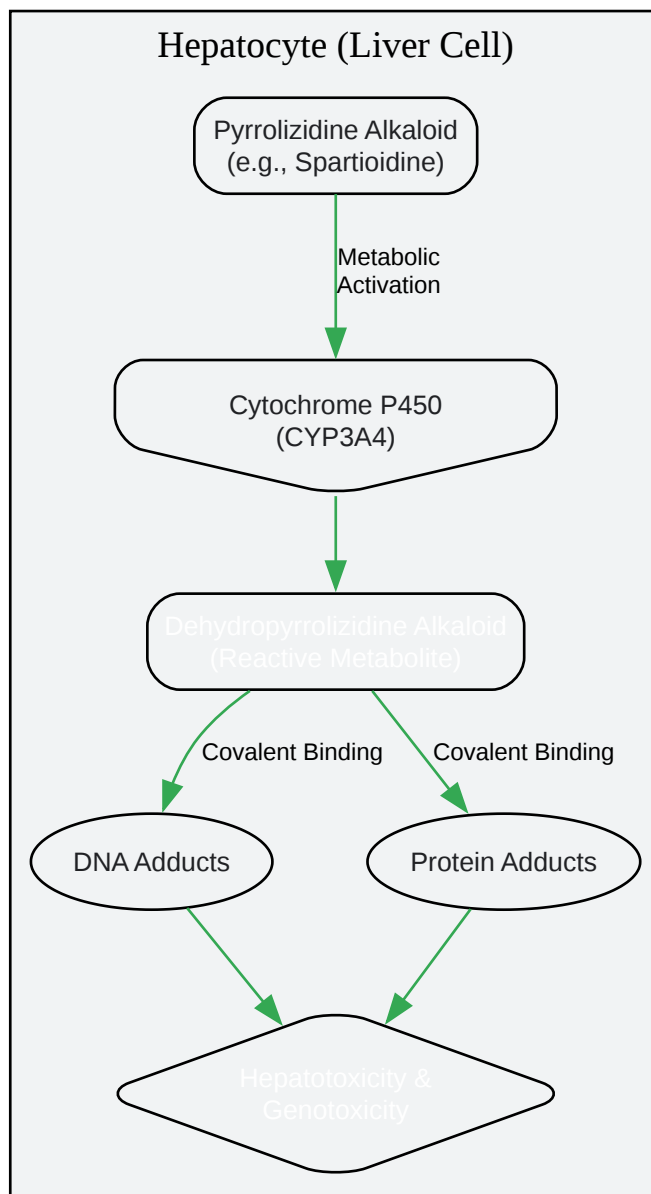 Hepatocyte (Liver Cell)
Pyrrolizidine Alkaloid
(e.g., Spartioidine)
Metabolic
Activation
Cytochrome P450
(CYP3A4)
Dehydropyrrolizidine Alkaloid
(Reactive Metabolite)
Covalent Binding
Covalent Binding
DNA Adducts
Protein Adducts
Hepatotoxicity &
Genotoxicity